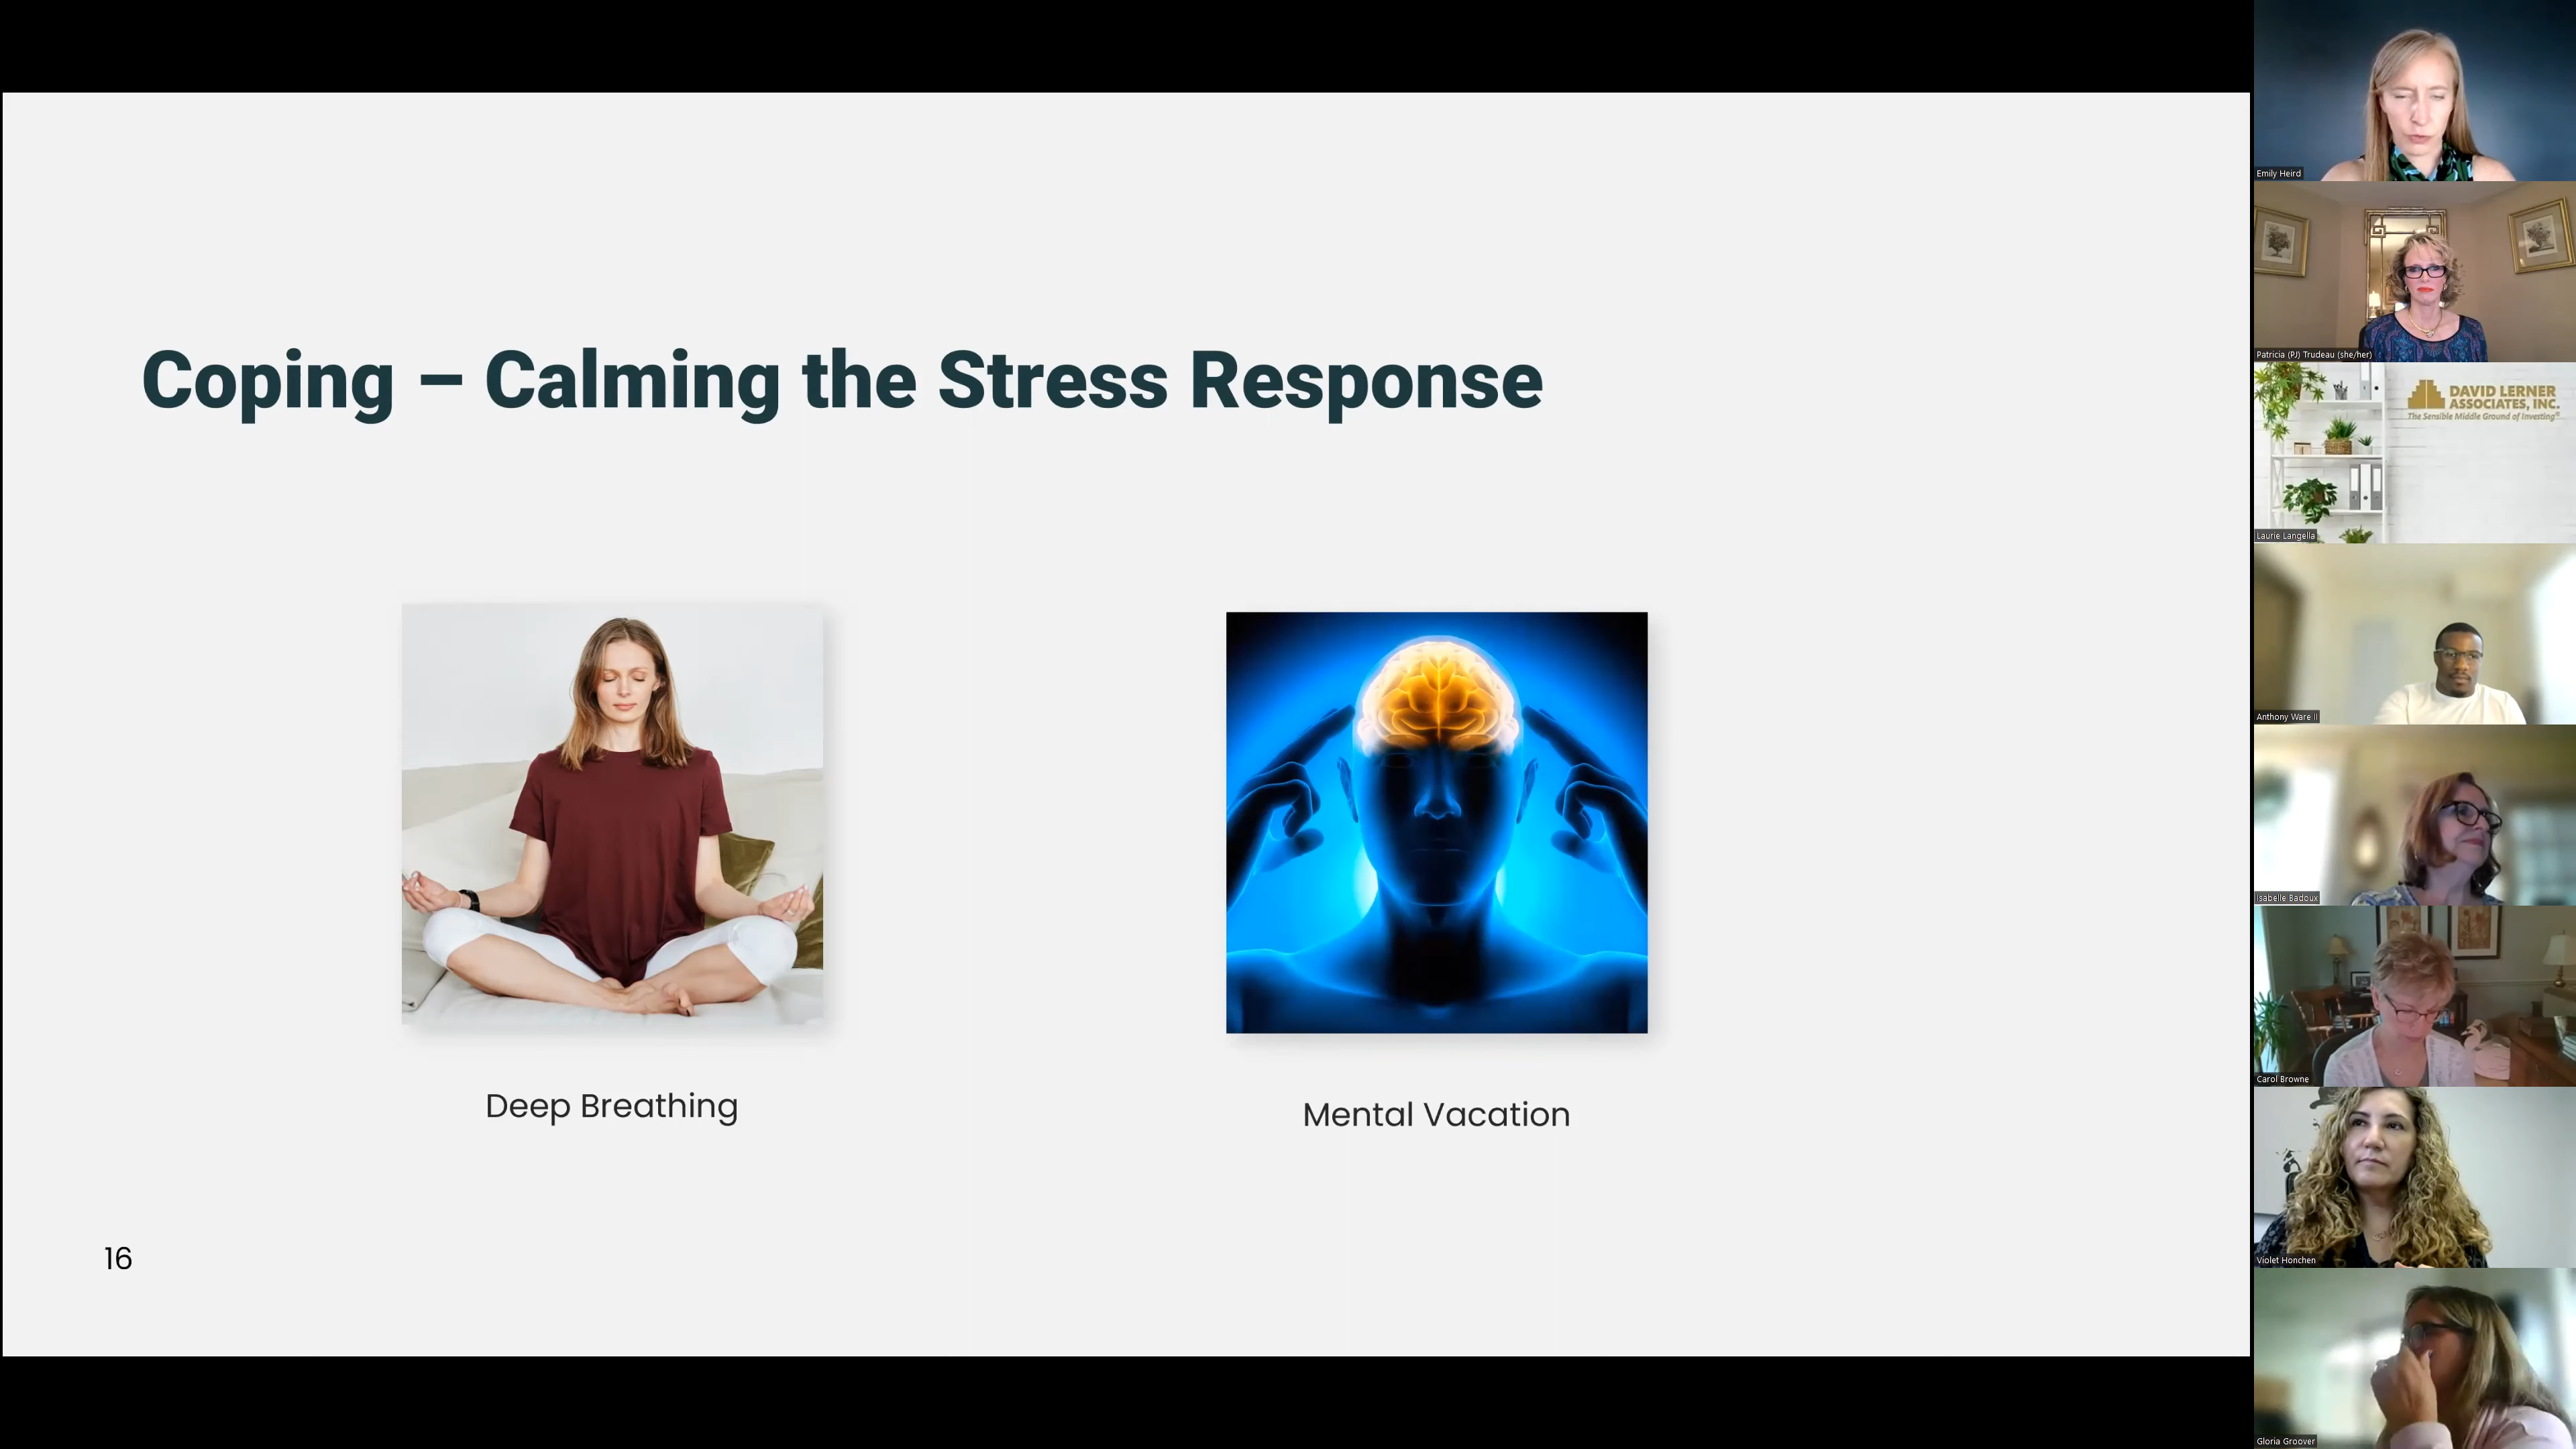 Coping – Calming the Stress Response
Deep Breathing
Mental Vacation
16
Emily Heird
Patricia (PJ) Trudeau (she/her)
DAVID LERNER
ASSOCIATES, INC.
The Sensible Middle Ground of Investing®
Laurie Langella
Anthony Ware II
Isabelle Badoux
Carol Browne
Violet Honchen
Gloria Groover